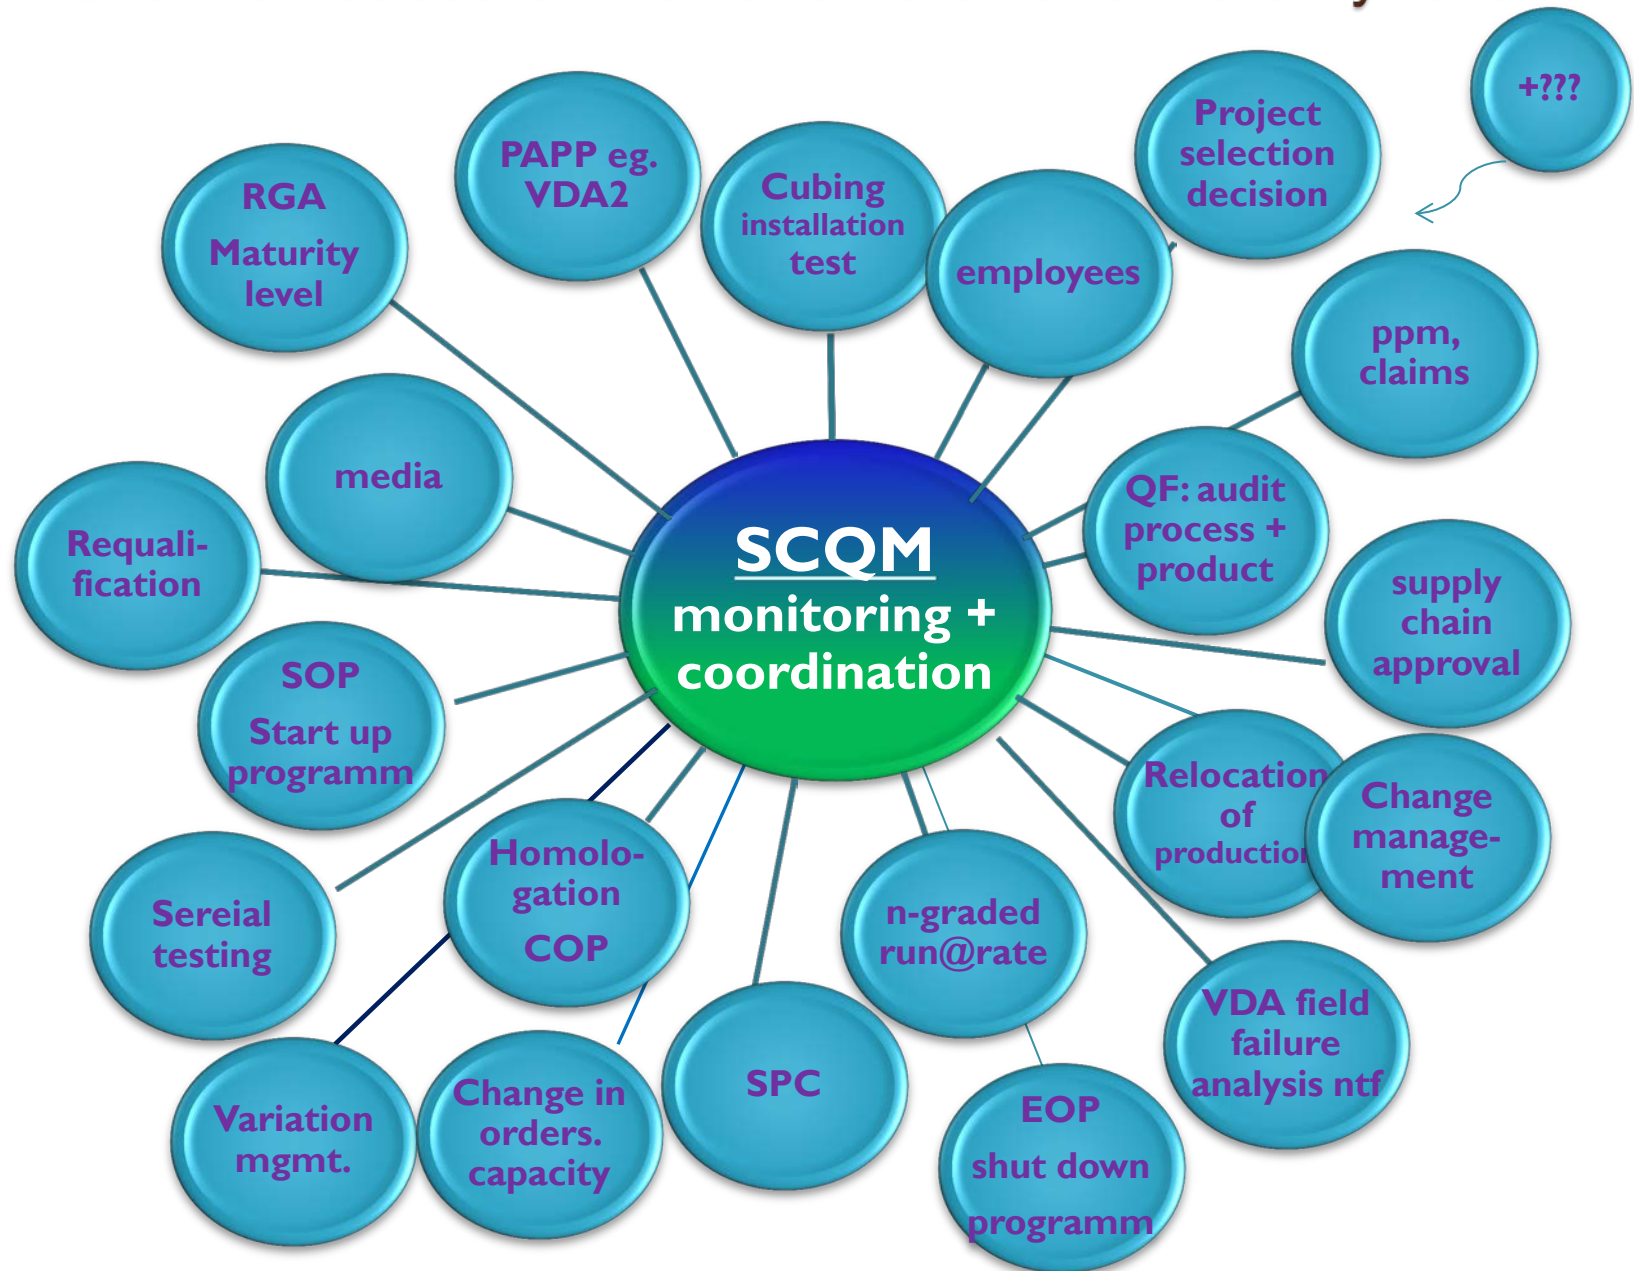 +???
Project
selection
decision
PAPP eg.
VDA2
Cubing
installation
test
RGA
Maturity
level
employees
ppm,
claims
media
QF: audit
process +
product
Requali-
fication
SCQM
monitoring +
coordination
supply
chain
approval
SOP
Start up
programm
Relocation
of
production
Change
manage-
ment
Homolo-
gation
COP
n-graded
run@rate
Sereial
testing
VDA field
failure
analysis ntf
SPC
Variation
mgmt.
Change in
orders.
capacity
EOP
shut down
programm